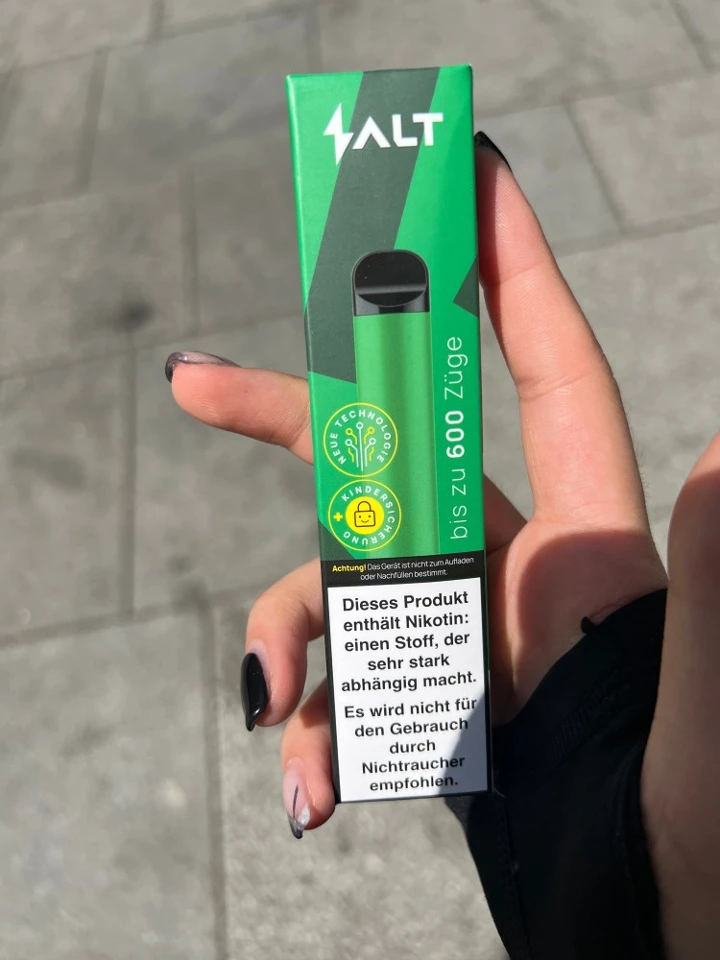 SALT
bis zu 600 Züge
NEUE TECHNOLOGIE
+ KINDERSICHERUNG
Achtung! Das Gerät ist nicht zum Aufladen
oder Nachfüllen bestimmt.
Dieses Produkt
enthält Nikotin:
einen Stoff, der
sehr stark
abhängig macht.
Es wird nicht für
den Gebrauch
durch
Nichtraucher
empfohlen.